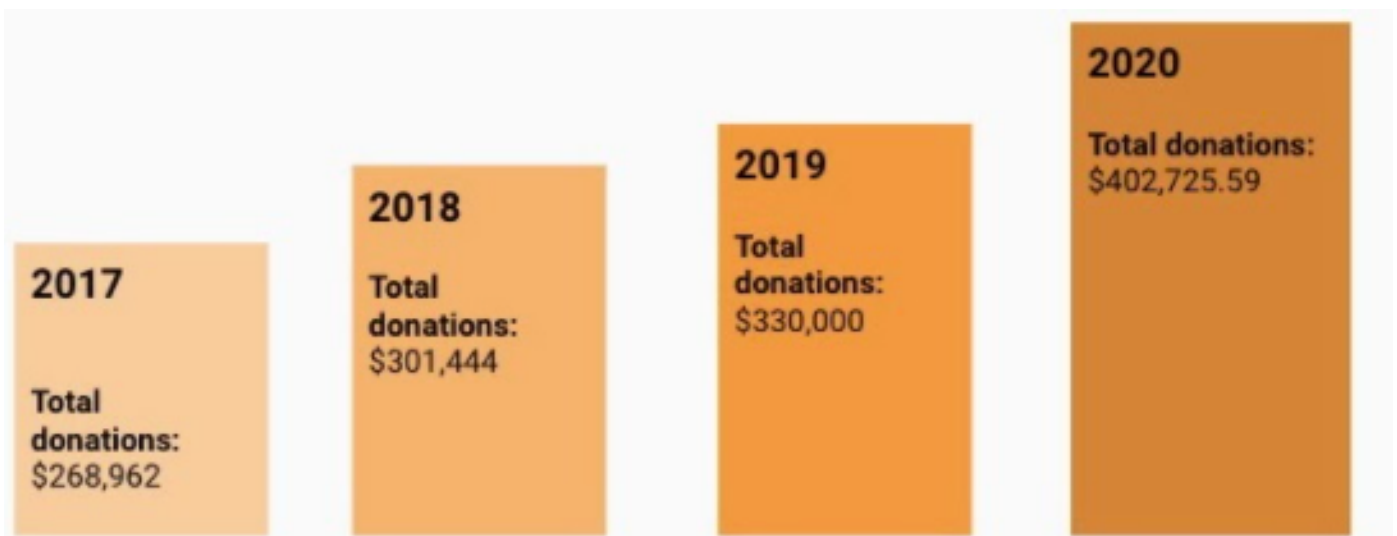 2017
Total
donations:
$268,962
2018
Total
donations:
$301,444
2019
Total
donations:
$330,000
2020
Total donations:
$402,725.59